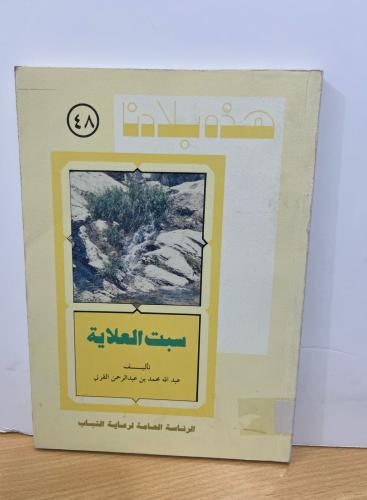 هذه بلادنا
٤٨
سبت العلاية
تأليف
عبد الله محمد بن عبد الرحمن القرني
الرئاسة العامة لرعاية الشباب